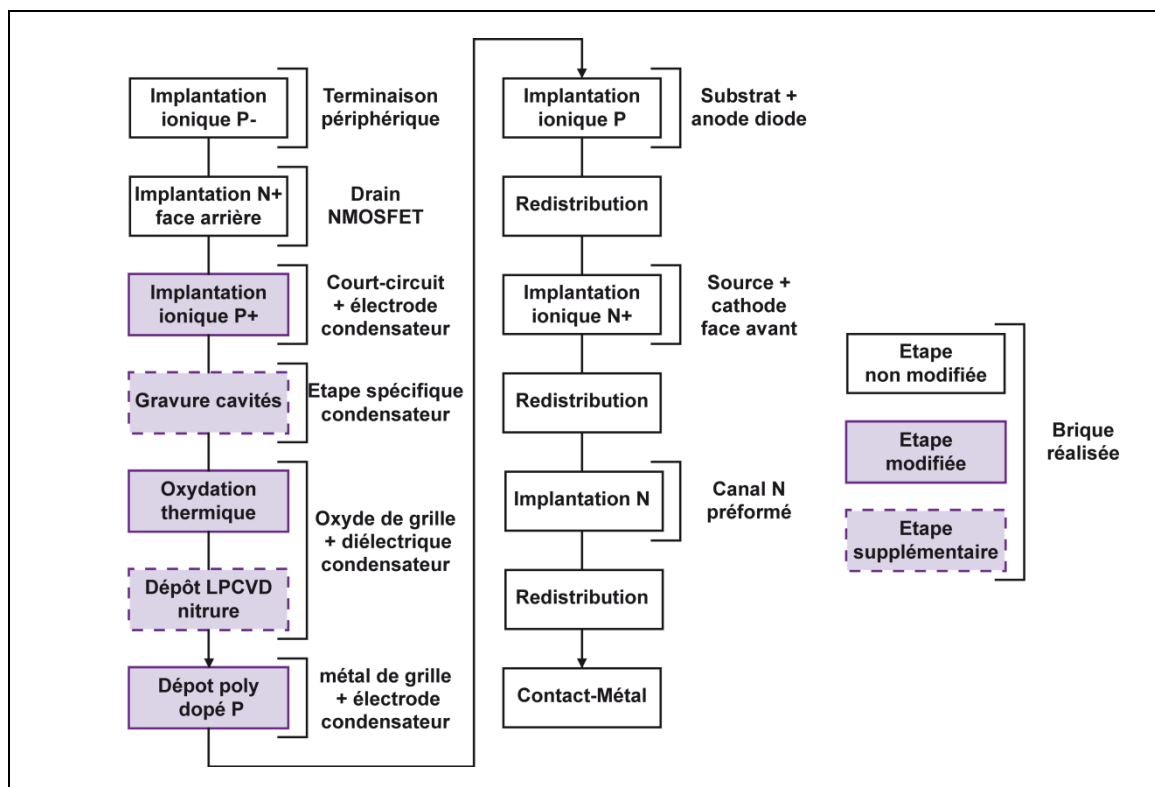 Implantation
ionique P-
Terminaison
périphérique
Implantation N+
face arrière
Drain
NMOSFET
Implantation
ionique P+
Court-circuit
+ électrode
condensateur
Gravure cavités
Etape spécifique
condensateur
Oxydation
thermique
Oxyde de grille
+ diélectrique
condensateur
Dépôt LPCVD
nitrure
Dépot poly
dopé P
métal de grille
+ électrode
condensateur
Implantation
ionique P
Substrat +
anode diode
Redistribution
Implantation
ionique N+
Source +
cathode
face avant
Redistribution
Implantation N
Canal N
préformé
Redistribution
Contact-Métal
Etape
non modifiée
Etape
modifiée
Etape
supplémentaire
Brique
réalisée